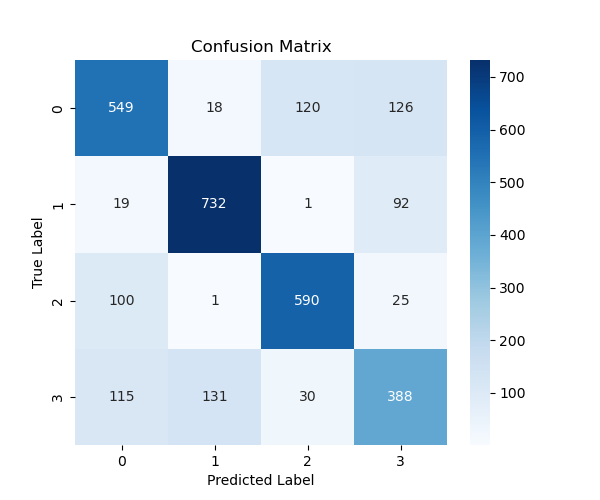 Confusion Matrix
0 549 18 120 126
1 19 732 1 92
2 100 1 590 25
3 115 131 30 388
0 1 2 3
True Label
Predicted Label
700
600
500
400
300
200
100